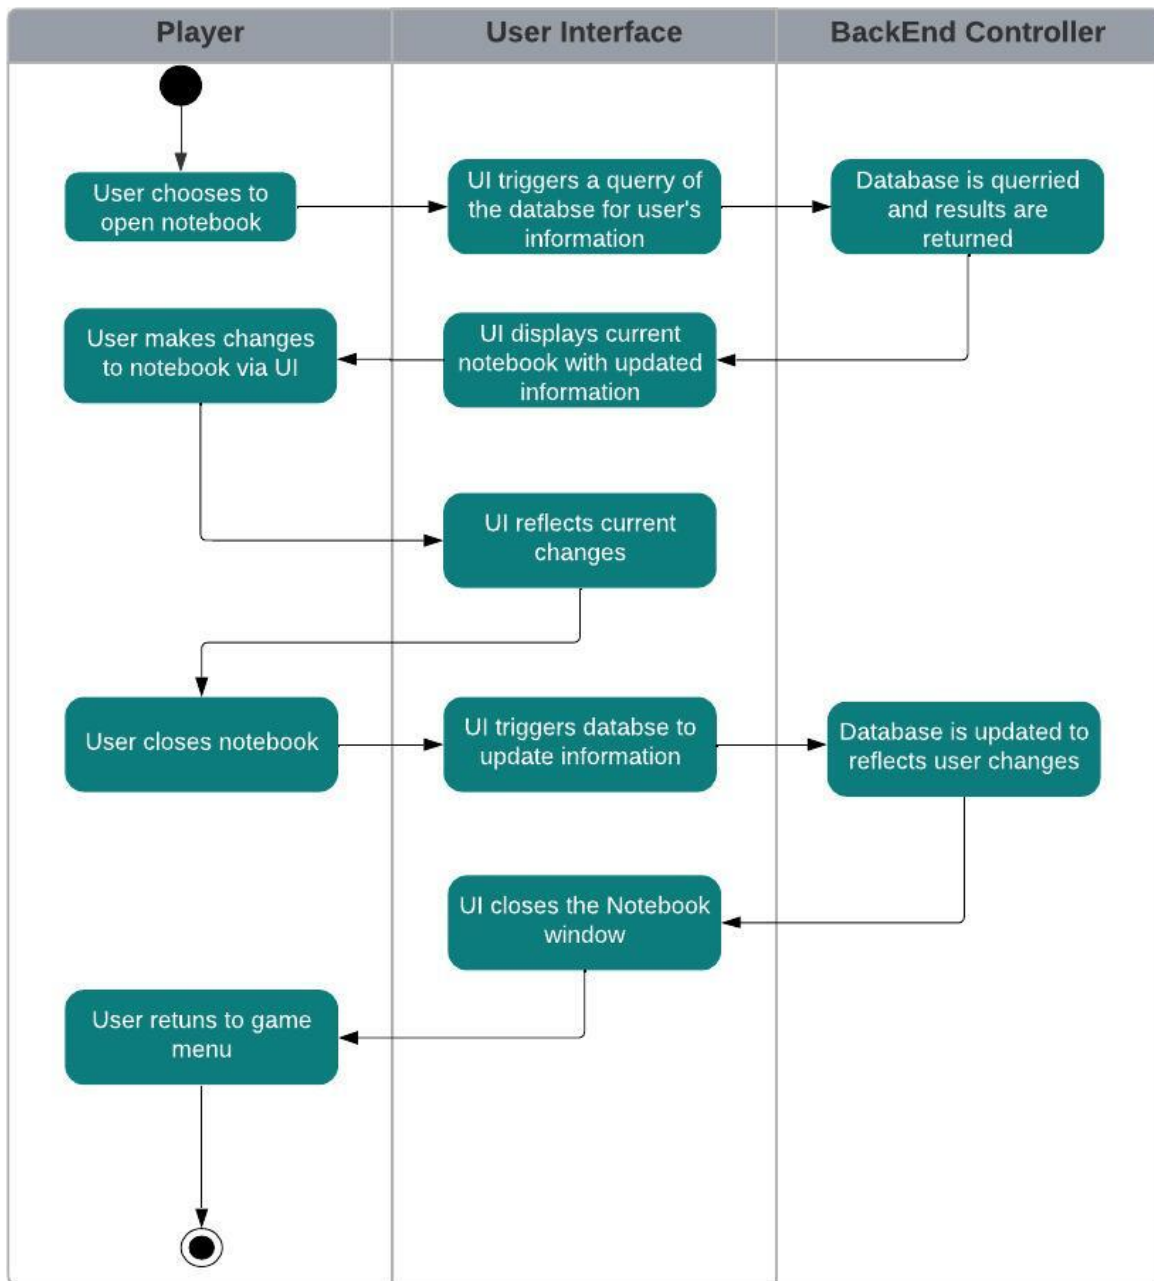 Player
User Interface
BackEnd Controller
User chooses to
open notebook
UI triggers a querry of
the databse for user's
information
Database is querried
and results are
returned
User makes changes
to notebook via UI
UI displays current
notebook with updated
information
UI reflects current
changes
User closes notebook
UI triggers databse to
update information
Database is updated to
reflects user changes
UI closes the Notebook
window
User retuns to game
menu